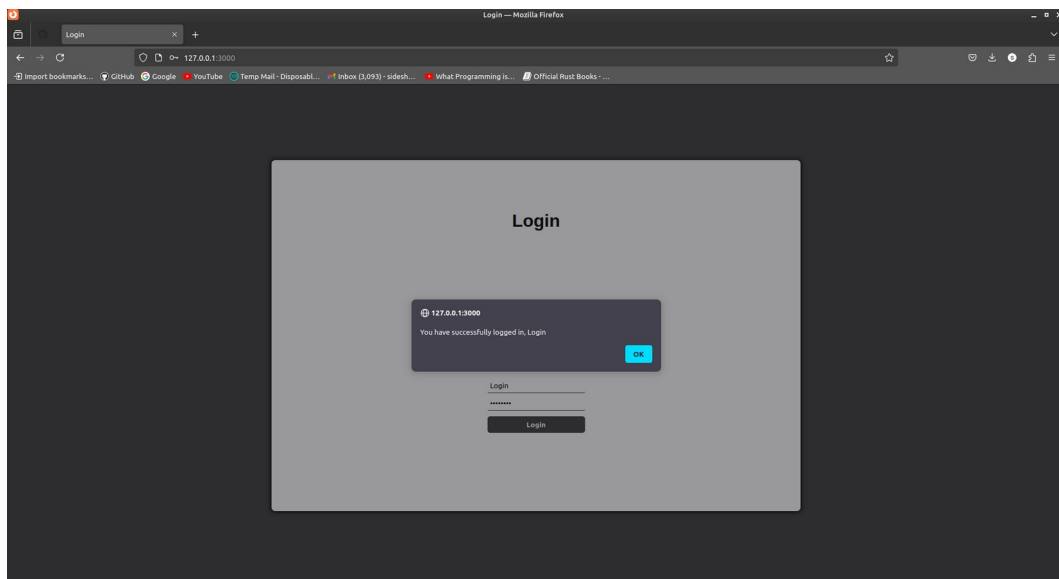 Login — Mozilla Firefox
Login
127.0.0.1:3000
Import bookmarks... GitHub Google YouTube Temp Mail - Disposabl... Inbox (3,093) - sidesh... What Programming is... Official Rust Books - ...
Login
127.0.0.1:3000
You have successfully logged in, Login
OK
Login
••••••••
Login